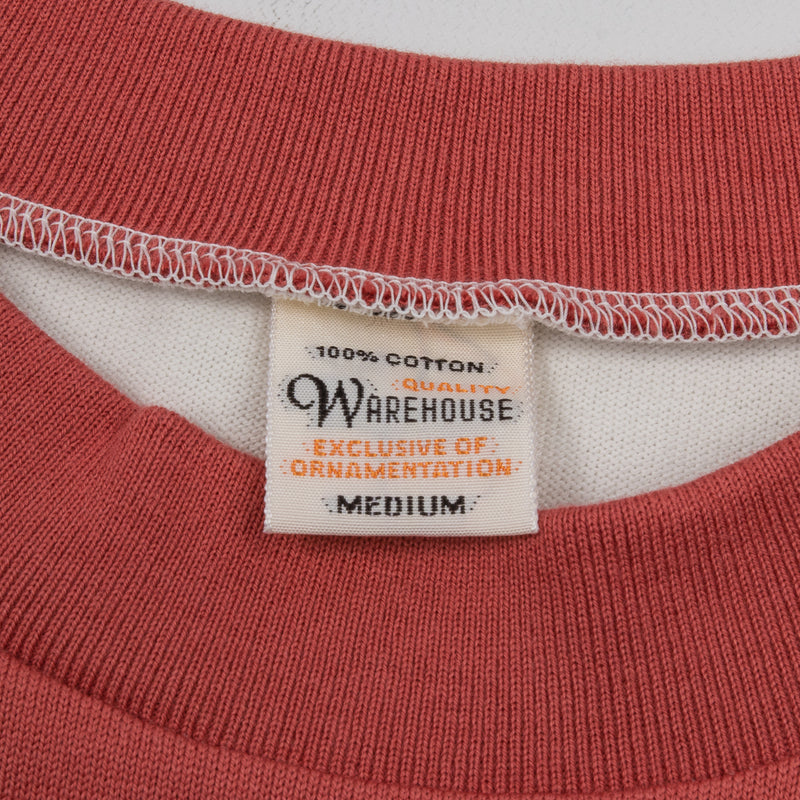 100% COTTON
QUALITY
WAREHOUSE
EXCLUSIVE OF
ORNAMENTATION
MEDIUM